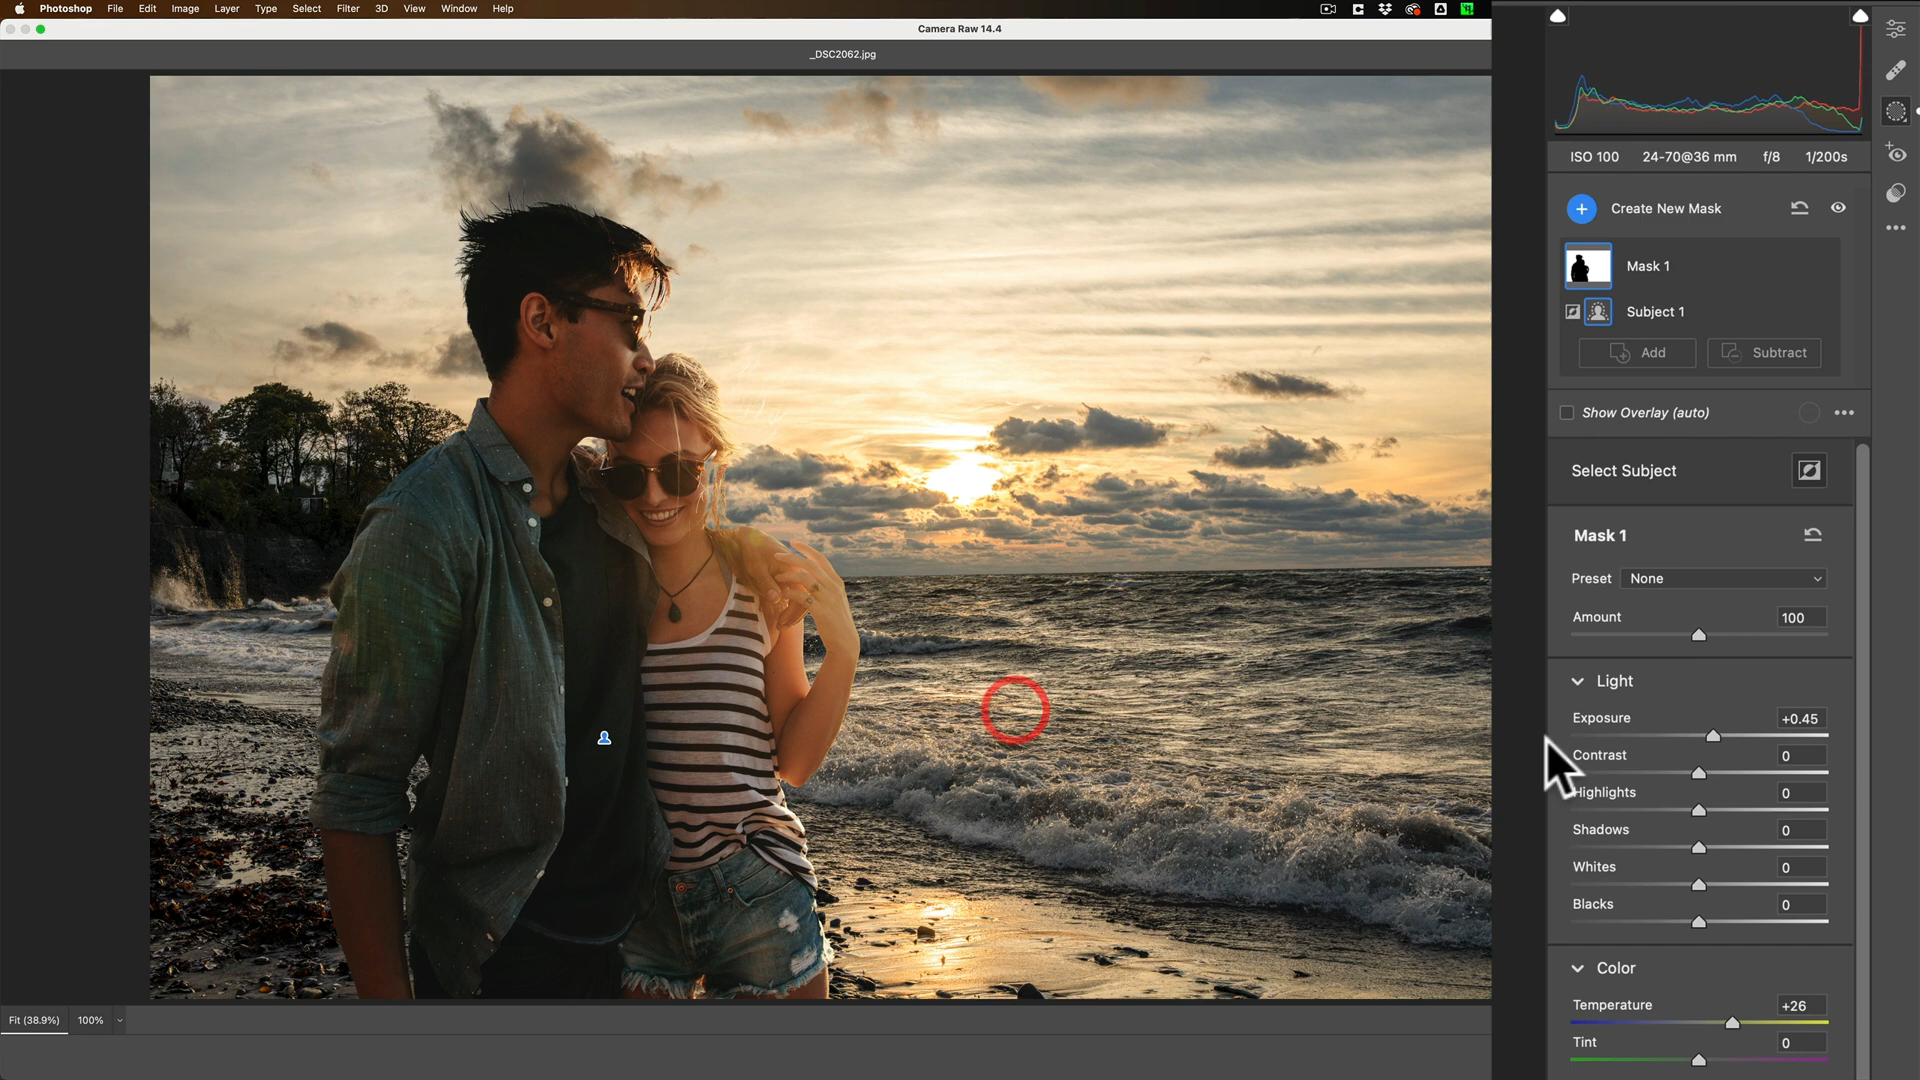 Photoshop File Edit Image Layer Type Select Filter 3D View Window Help
Camera Raw 14.4
_DSC2062.jpg
ISO 100 24-70@36 mm f/8 1/200s
Create New Mask
Mask 1
Subject 1
Add Subtract
Show Overlay (auto)
Select Subject
Mask 1
Preset None
Amount 100
Light
Exposure +0.45
Contrast 0
Highlights 0
Shadows 0
Whites 0
Blacks 0
Color
Temperature +26
Tint 0
Fit (38.9%) 100%